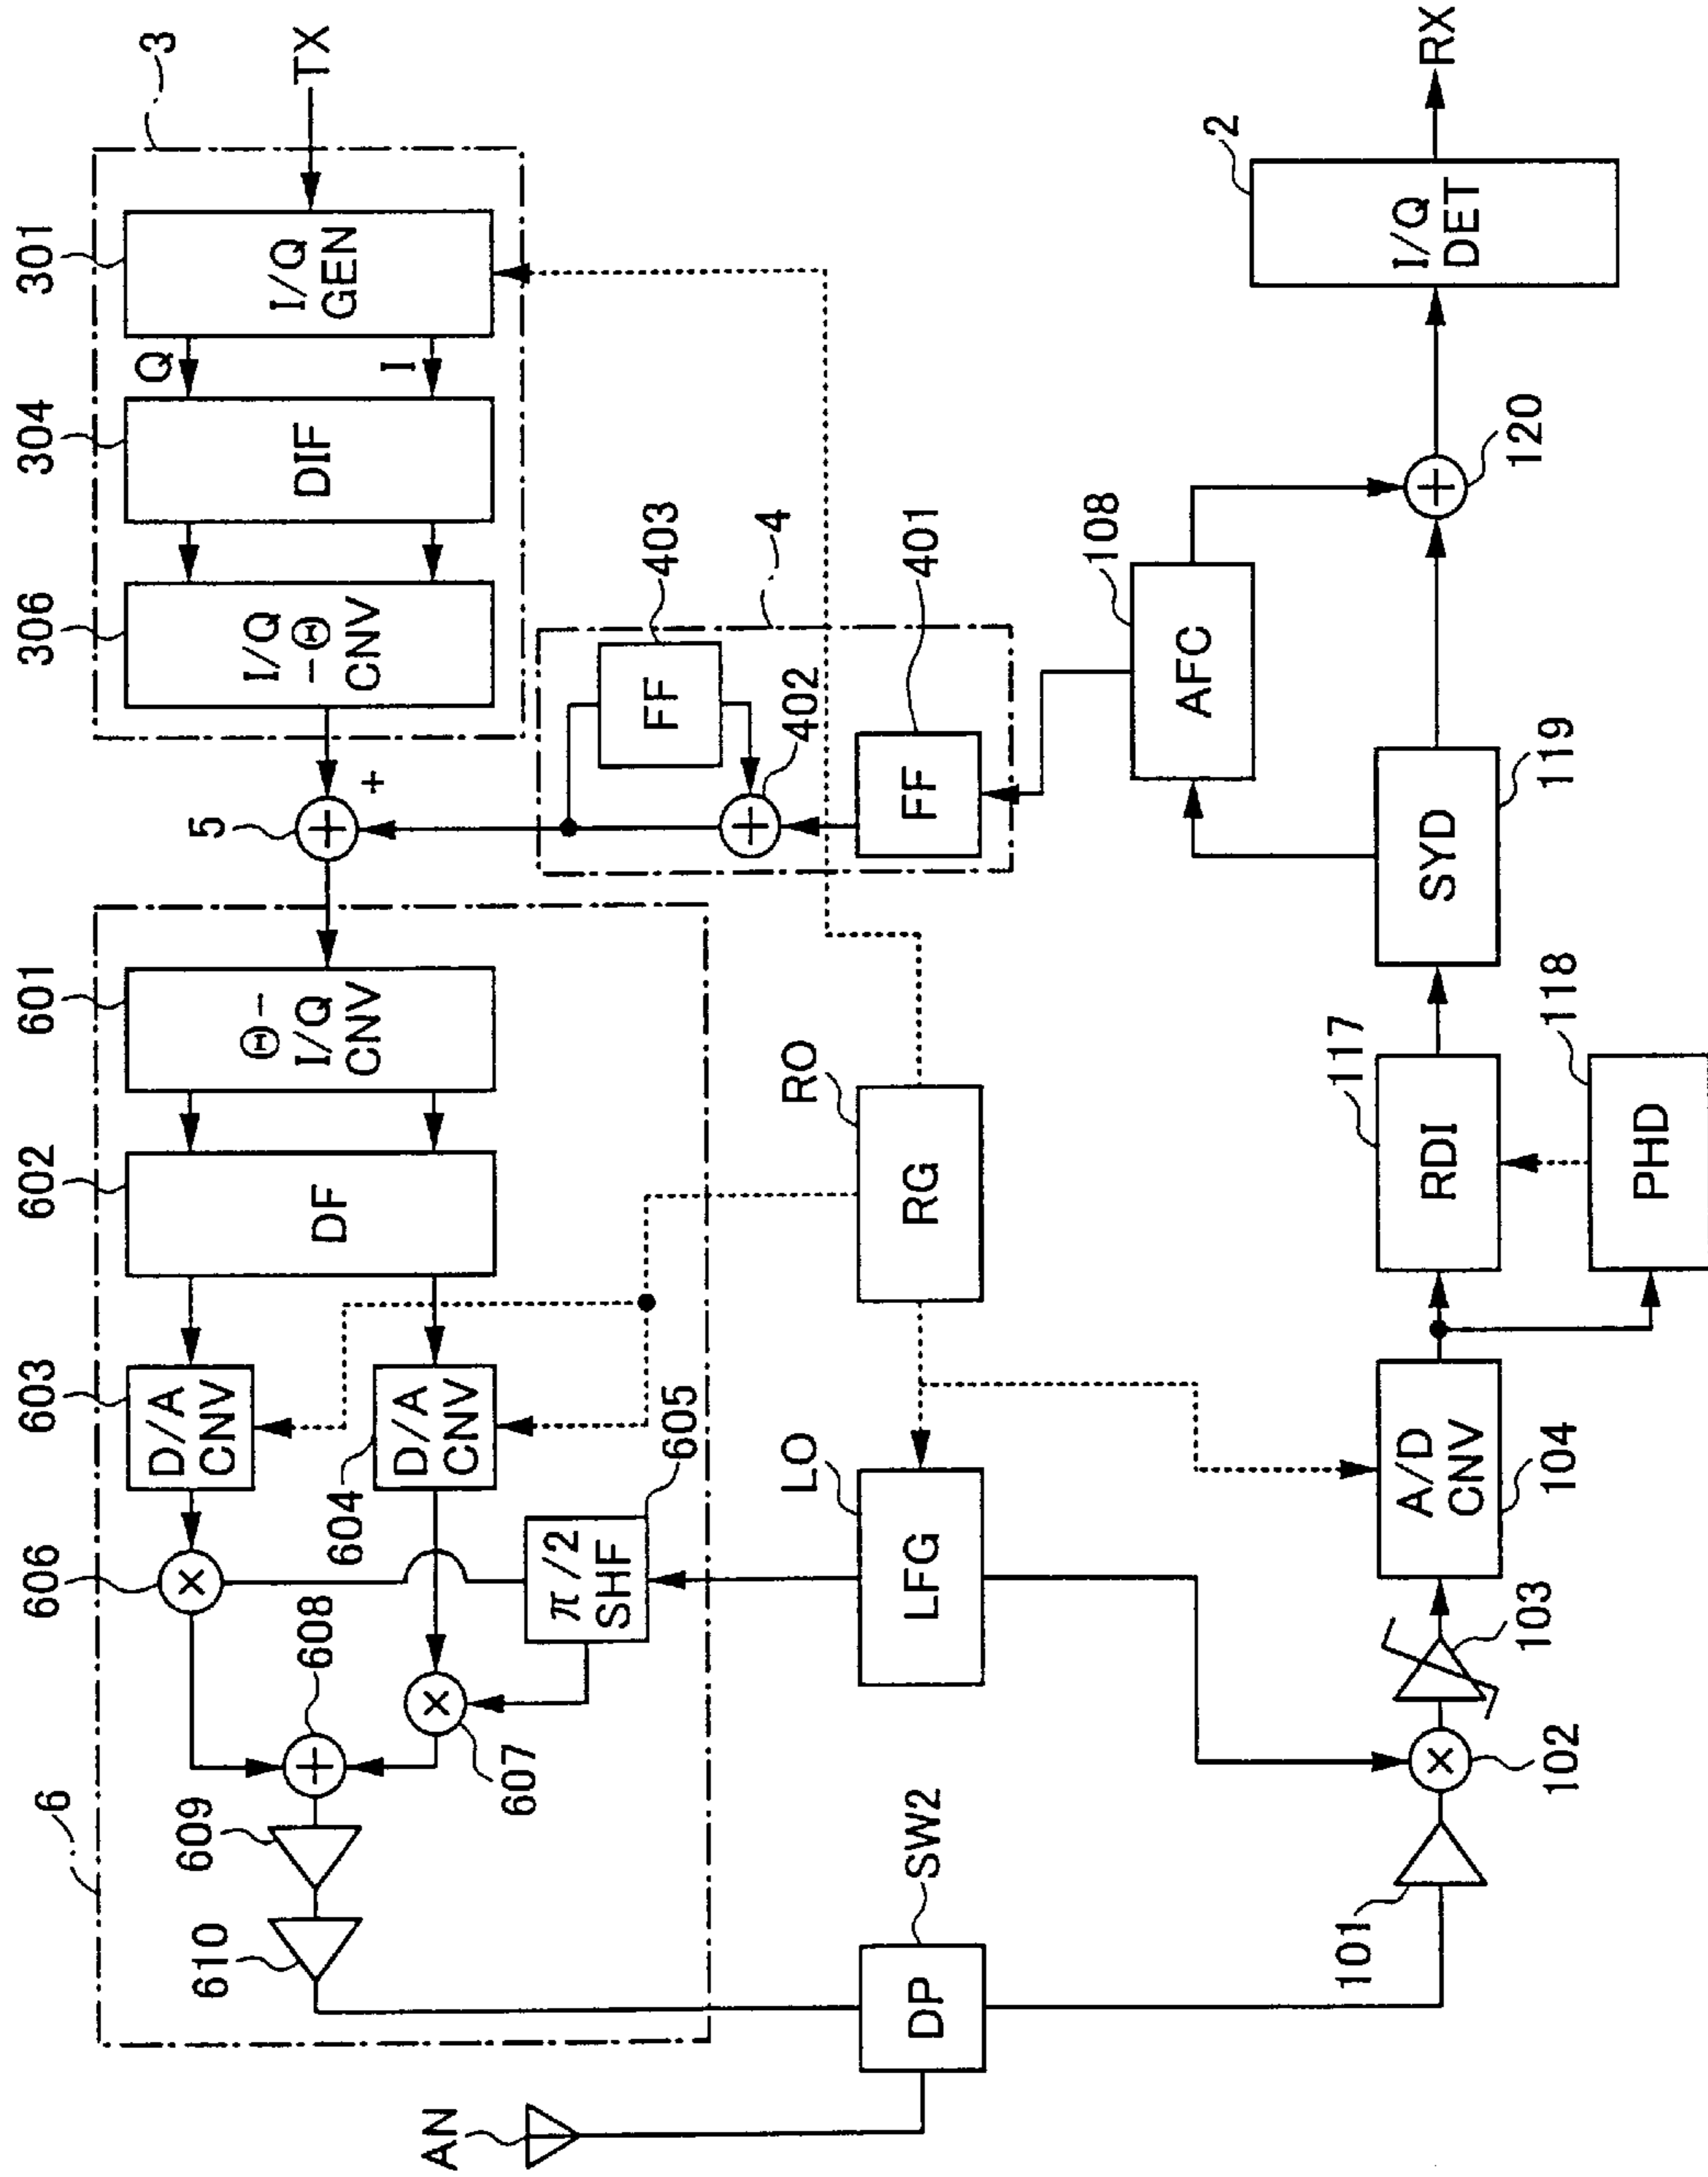 AN
SW2
DP
6
610
609
608
606
607
603
D/A
CNV
604
D/A
CNV
605
π/2
SHF
602
DF
601
Θ-
I/Q
CNV
5
+
3
306
I/Q
-Θ
CNV
304
DIF
Q
I
301
I/Q
GEN
TX
4
403
FF
402
401
FF
LO
LFG
RO
RG
101
102
103
104
A/D
CNV
117
RDI
118
PHD
119
SYD
108
AFC
120
2
I/Q
DET
RX